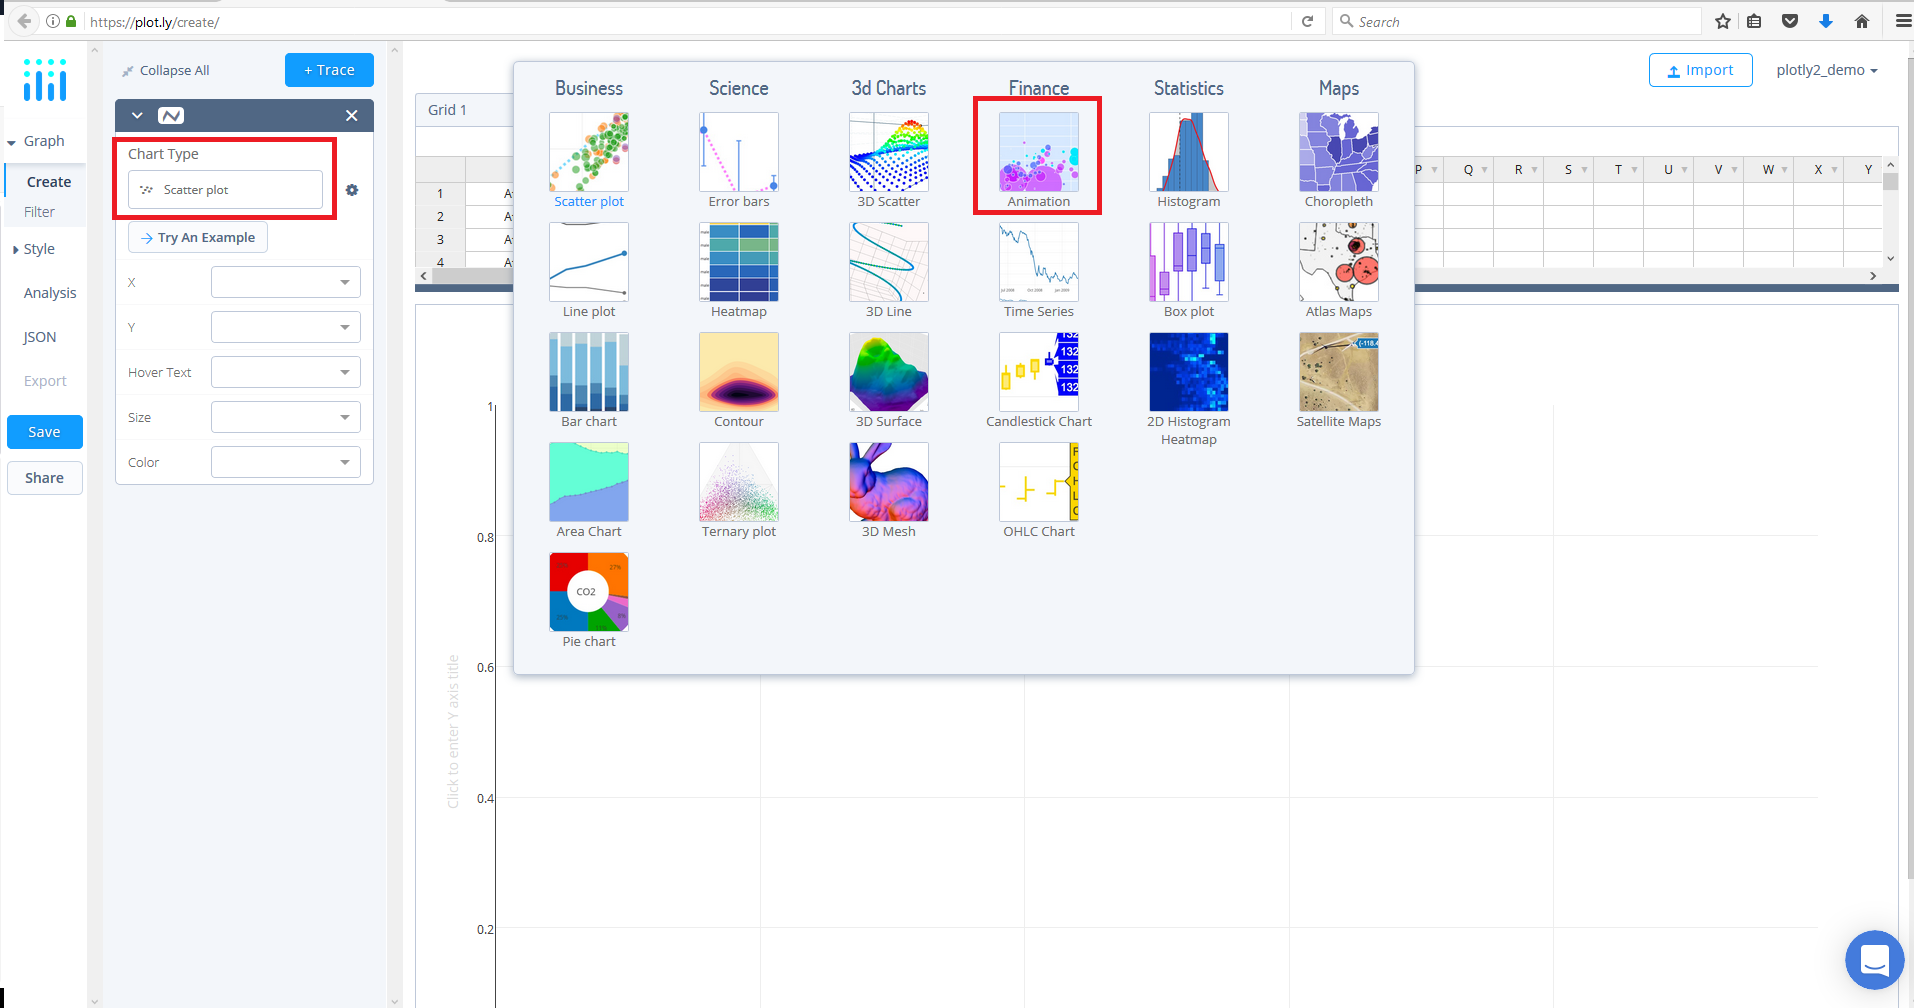 https://plot.ly/create/
Search
Collapse All
+ Trace
Import
plotly2_demo
Graph
Create
Filter
Style
Analysis
JSON
Export
Save
Share
Chart Type
Scatter plot
Try An Example
X
Y
Hover Text
Size
Color
Grid 1
P Q R S T U V W X Y
1
2
3
4
Business Science 3d Charts Finance Statistics Maps
Scatter plot Error bars 3D Scatter Animation Histogram Choropleth
Line plot Heatmap 3D Line Time Series Box plot Atlas Maps
132
132
132
132
Bar chart Contour 3D Surface Candlestick Chart 2D Histogram Heatmap Satellite Maps
Area Chart Ternary plot 3D Mesh OHLC Chart
27%
CO2
Pie chart
1
0.8
0.6
0.4
0.2
Click to enter Y axis title